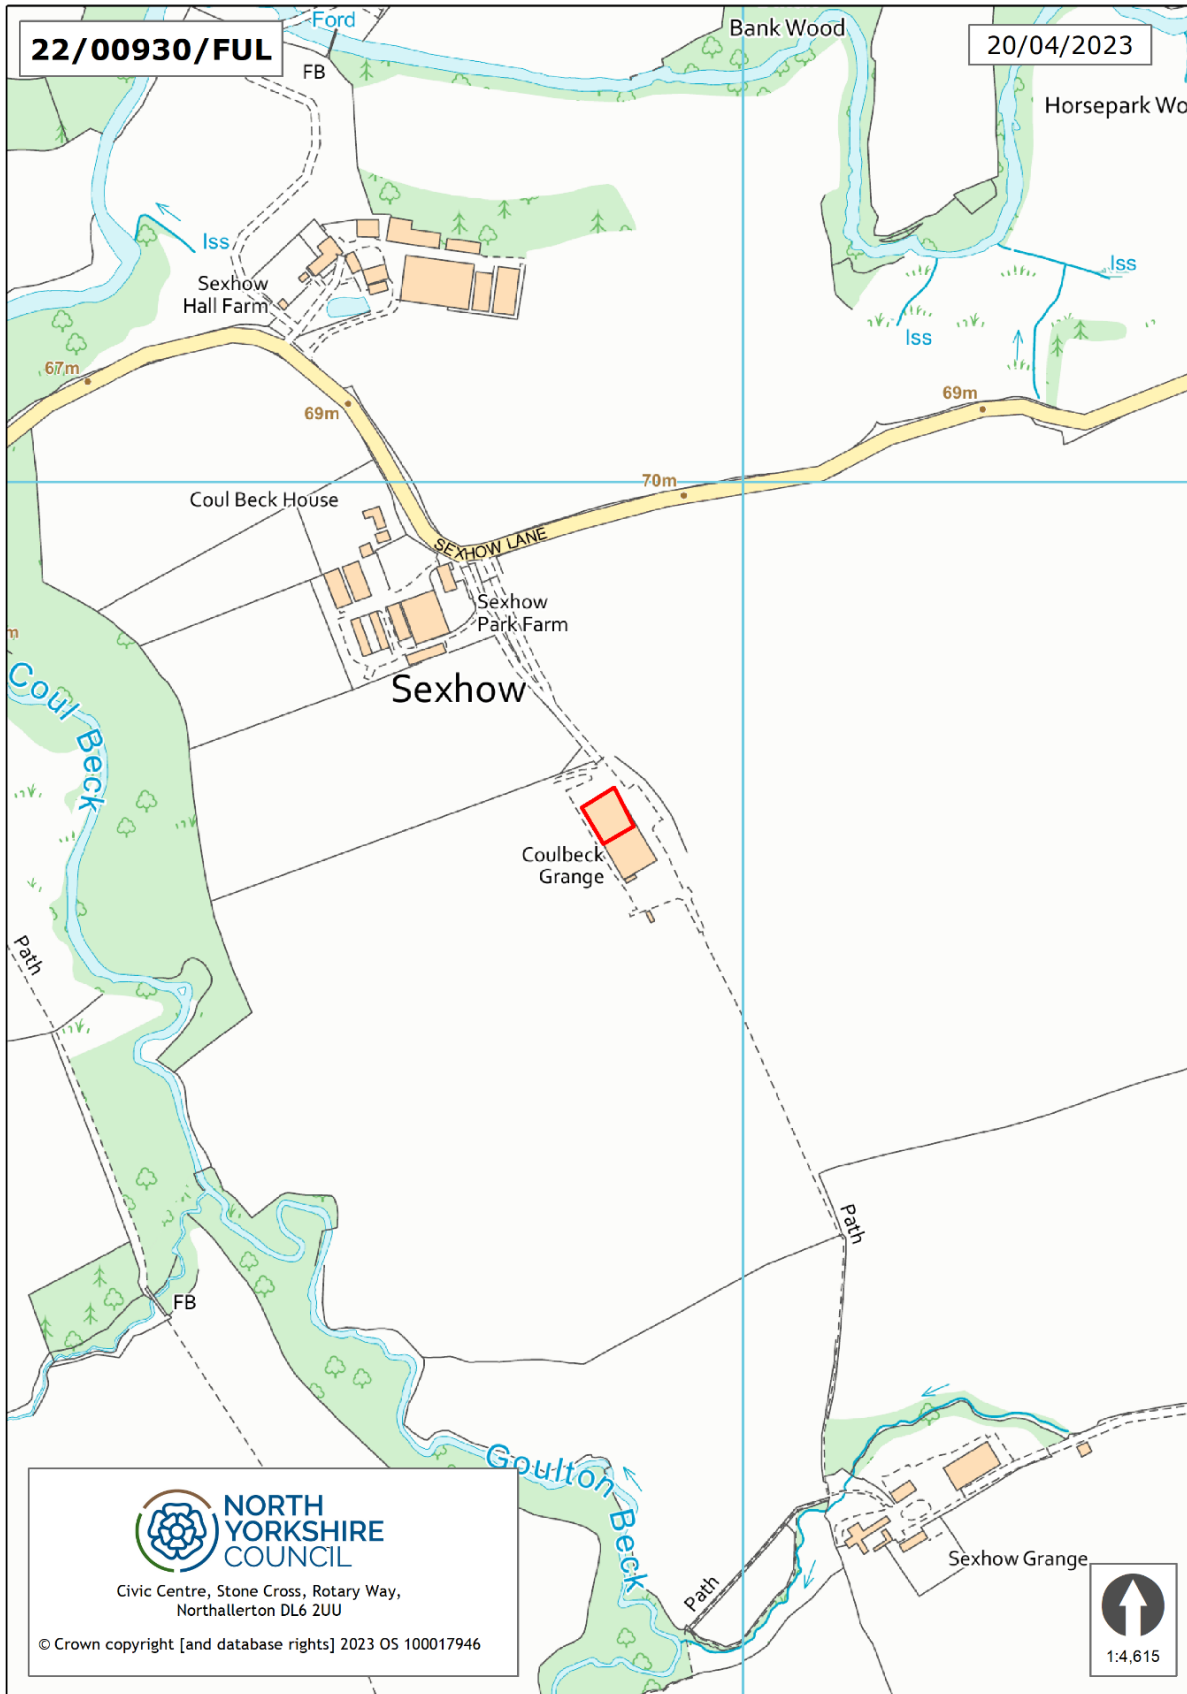 22/00930/FUL
Ford
FB
Bank Wood
20/04/2023
Horsepark Wo
Iss
Iss
Iss
Sexhow
Hall Farm
67m
69m
69m
70m
Coul Beck House
SEXHOW LANE
Sexhow
Park Farm
m
Sexhow
Coul Beck
Coulbeck
Grange
Path
Path
FB
Goulton Beck
Path
Sexhow Grange
NORTH
YORKSHIRE
COUNCIL
Civic Centre, Stone Cross, Rotary Way,
Northallerton DL6 2UU
© Crown copyright [and database rights] 2023 OS 100017946
1:4,615